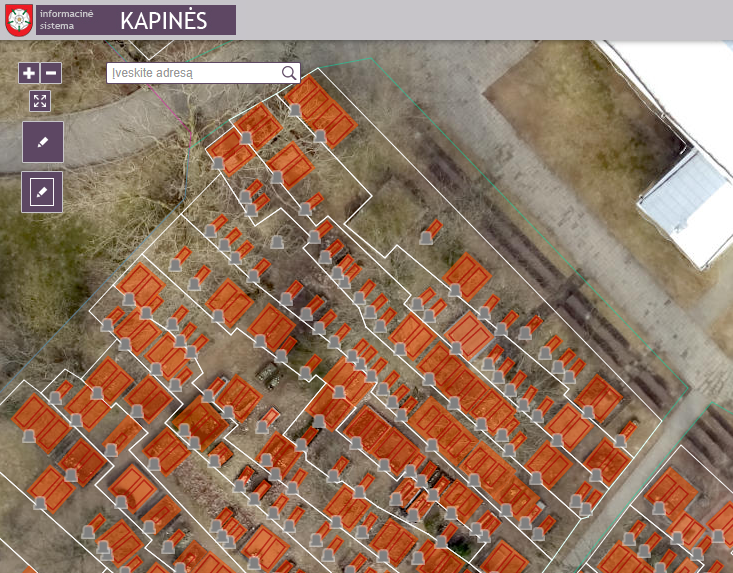 informacinė
sistema
KAPINĖS
Įveskite adresą